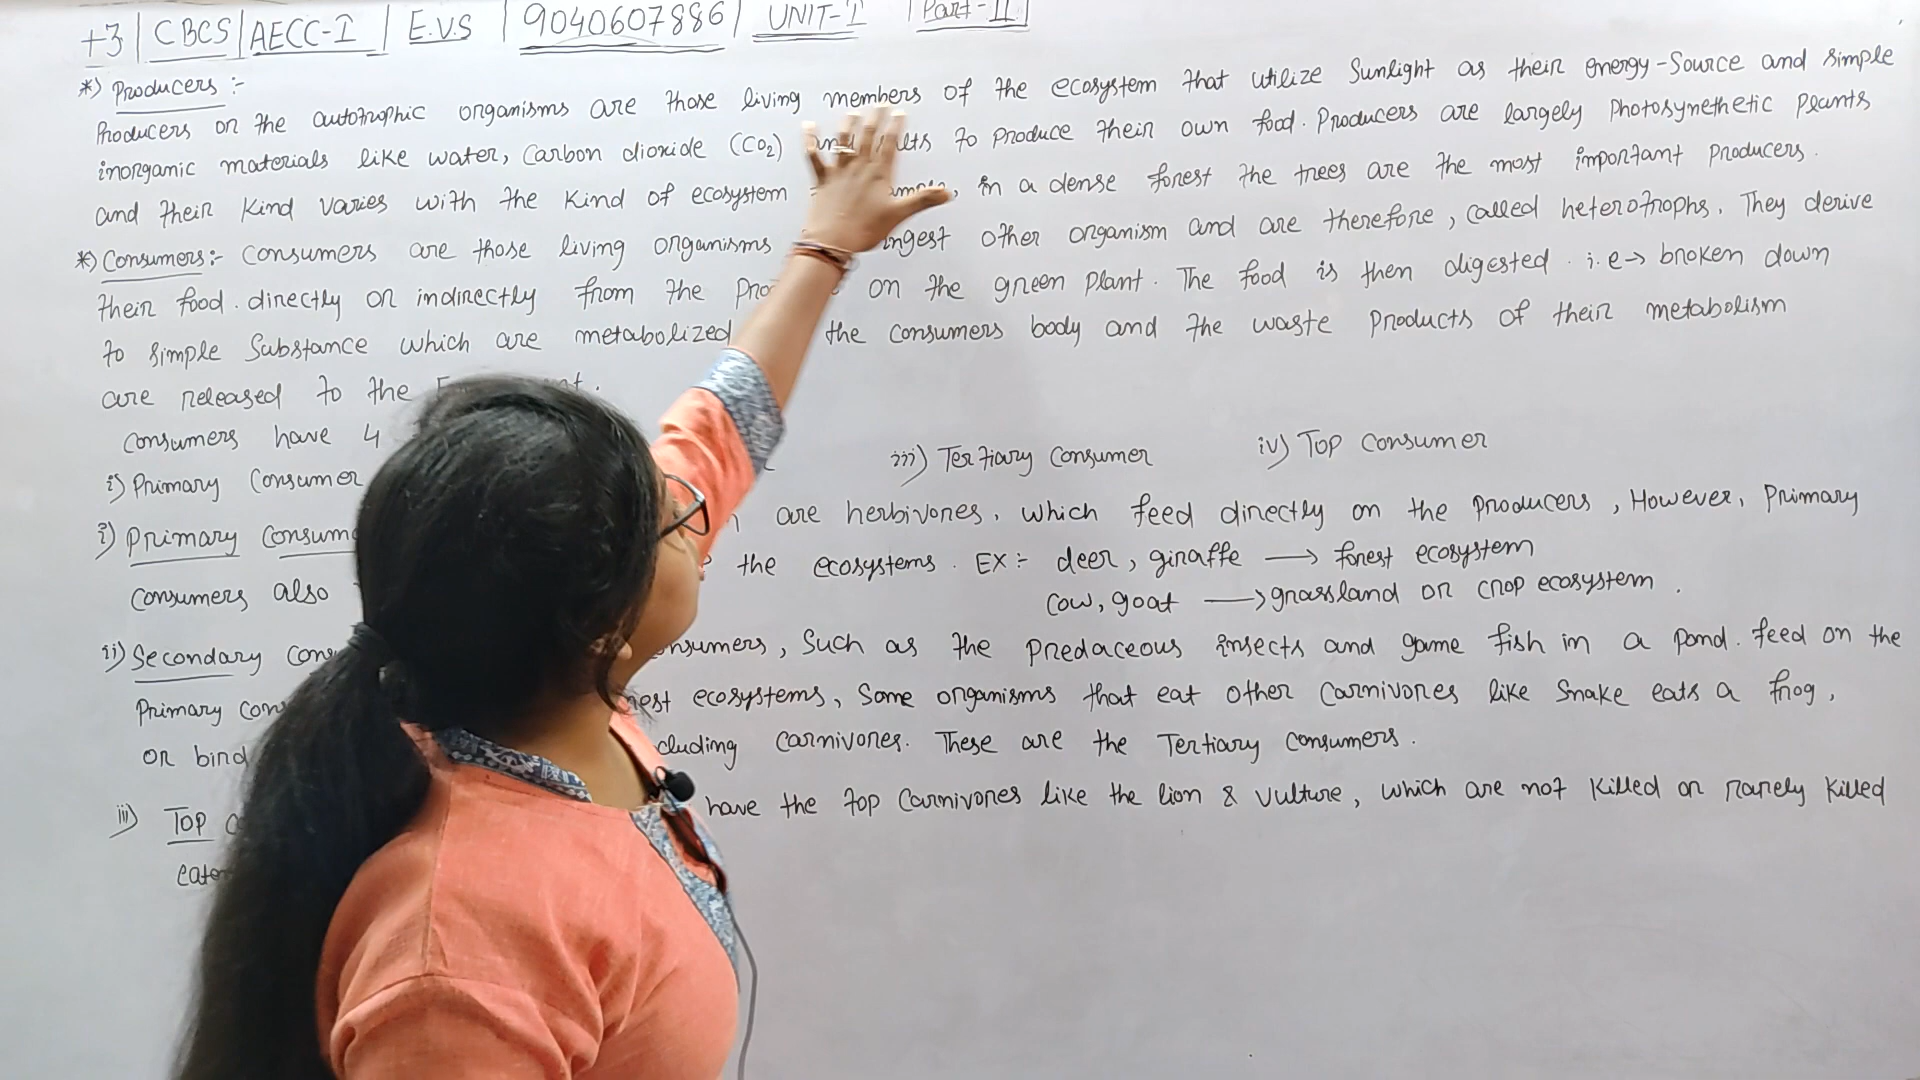 +3 | CBCS | AECC-I | E.V.S | 9040607886 | UNIT-I | Part-II |
*) Producers :-
Producers or the autotrophic organisms are those living members of the ecosystem that utilize Sunlight as their energy-Source and simple
inorganic materials like water, Carbon dioxide (CO2) and to produce their own food. Producers are largely photosynethetic plants
and their kind varies with the kind of ecosystem , in a dense forest the trees are the most important producers.
*) Consumers:- Consumers are those living organisms ingest other organism and are therefore, called heterotrophs. They derive
their food. directly or indirectly from the or the green plant. The food is then digested. i.e→ broken down
to simple Substance which are metabolized the consumers body and the waste products of their metabolism
are released to the
Consumers have 4
i) Primary Consumer iii) Tertiary Consumer iv) Top Consumer
i) Primary are herbivores, which feed directly on the producers, However, Primary
Consumers also the ecosystems. EX:- deer, giraffe → forest ecosystem
Cow, goat → grassland or crop ecosystem.
ii) Secondary , Such as the predaceous insects and game fish in a pond. feed on the
Primary ecosystems, Some organisms that eat other Carnivores like Snake eats a frog,
or bird Carnivores. These are the Tertiary Consumers.
iii) Top have the top Carnivores like the lion & vulture, which are not killed or rarely killed